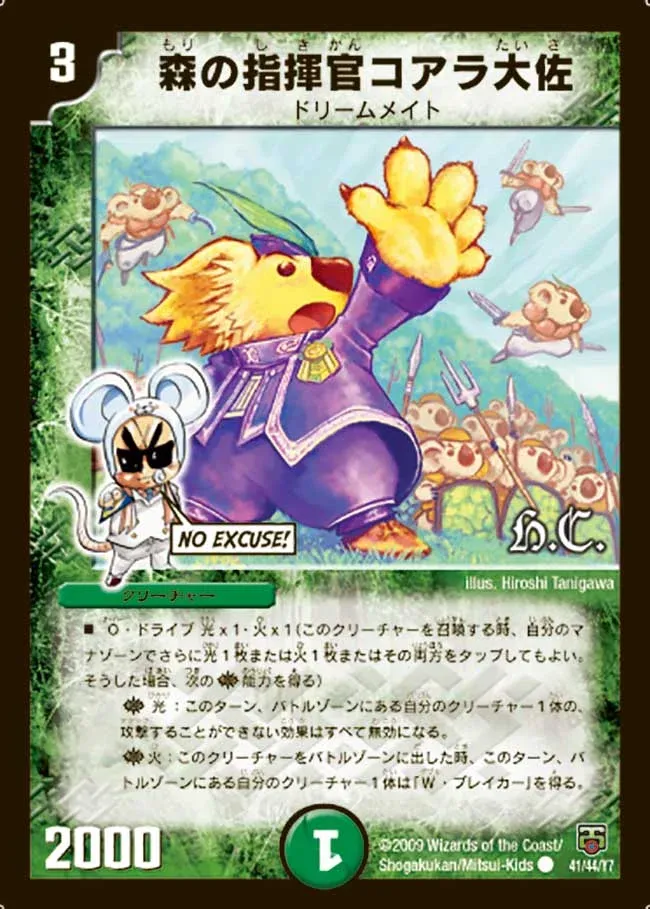 3
もり しきかん たいさ
森の指揮官コアラ大佐
ドリームメイト
NO EXCUSE!
H.C.
illus. Hiroshi Tanigawa
クリーチャー
■ O・ドライブ 光x1・火x1(このクリーチャーを召喚する時、自分のマ
ナゾーンでさらに光1枚または火1枚またはその両方をタップしてもよい。
そうした場合、次の 能力を得る)
光:このターン、バトルゾーンにある自分のクリーチャー1体の、
攻撃することができない効果はすべて無効になる。
火:このクリーチャーをバトルゾーンに出した時、このターン、バ
トルゾーンにある自分のクリーチャー1体は「W・ブレイカー」を得る。
2000
1
©2009 Wizards of the Coast/
Shogakukan/Mitsui-Kids
41/44/Y7